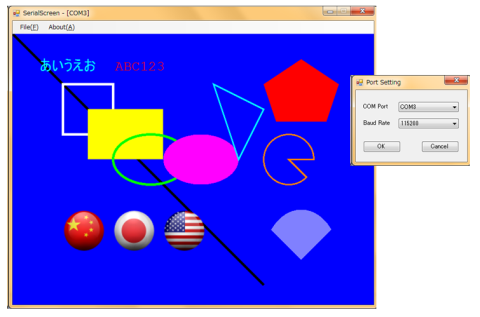 SerialScreen - [COM3]
File(F) About(A)
あいうえお ABC123
Port Setting
COM Port COM3
Baud Rate 115200
OK Cancel